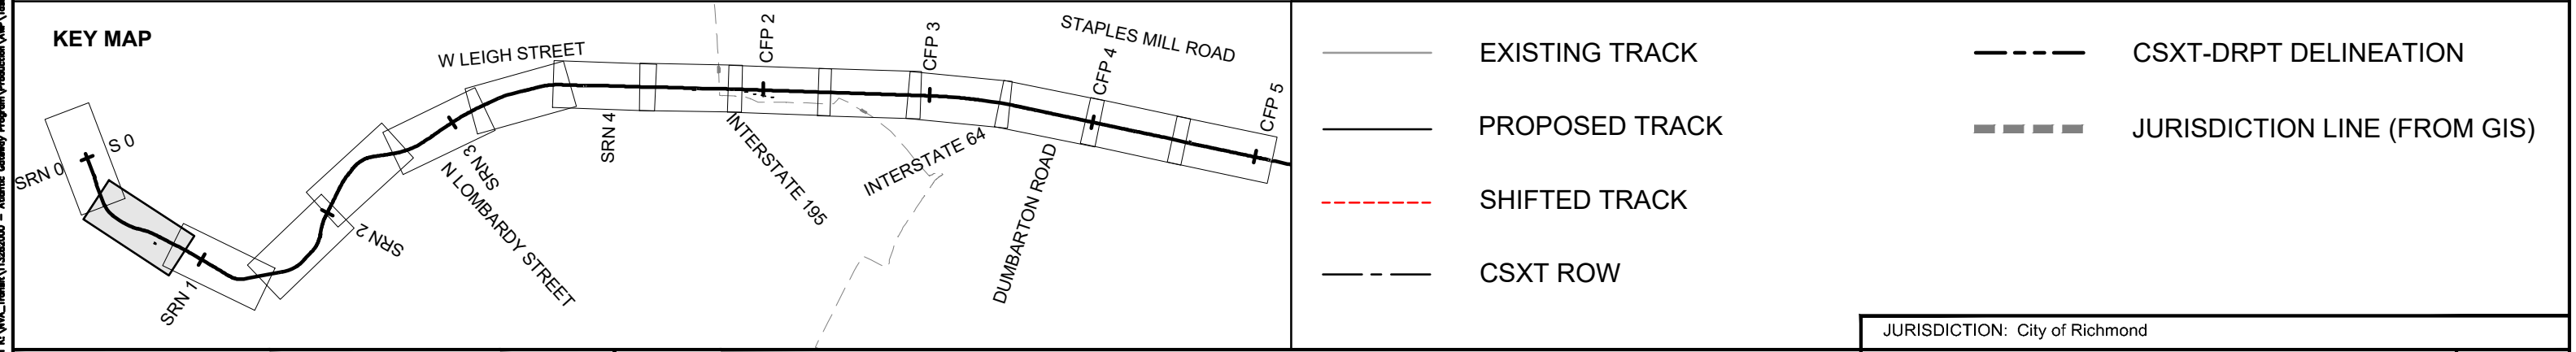 KEY MAP
W LEIGH STREET
CFP 2
CFP 3
STAPLES MILL ROAD
CFP 4
CFP 5
S 0
SRN 0
SRN 1
SRN 2
SRN 3
N LOMBARDY STREET
SRN 4
INTERSTATE 195
INTERSTATE 64
DUMBARTON ROAD
EXISTING TRACK
PROPOSED TRACK
SHIFTED TRACK
CSXT ROW
CSXT-DRPT DELINEATION
JURISDICTION LINE (FROM GIS)
JURISDICTION: City of Richmond